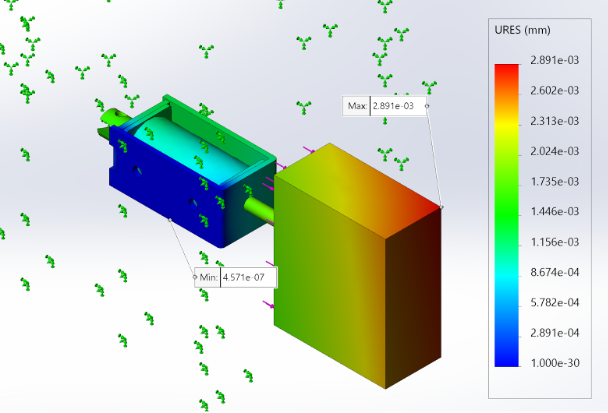 URES (mm)
2.891e-03
2.602e-03
2.313e-03
2.024e-03
1.735e-03
1.446e-03
1.156e-03
8.674e-04
5.782e-04
2.891e-04
1.000e-30
Max: 2.891e-03
Min: 4.571e-07